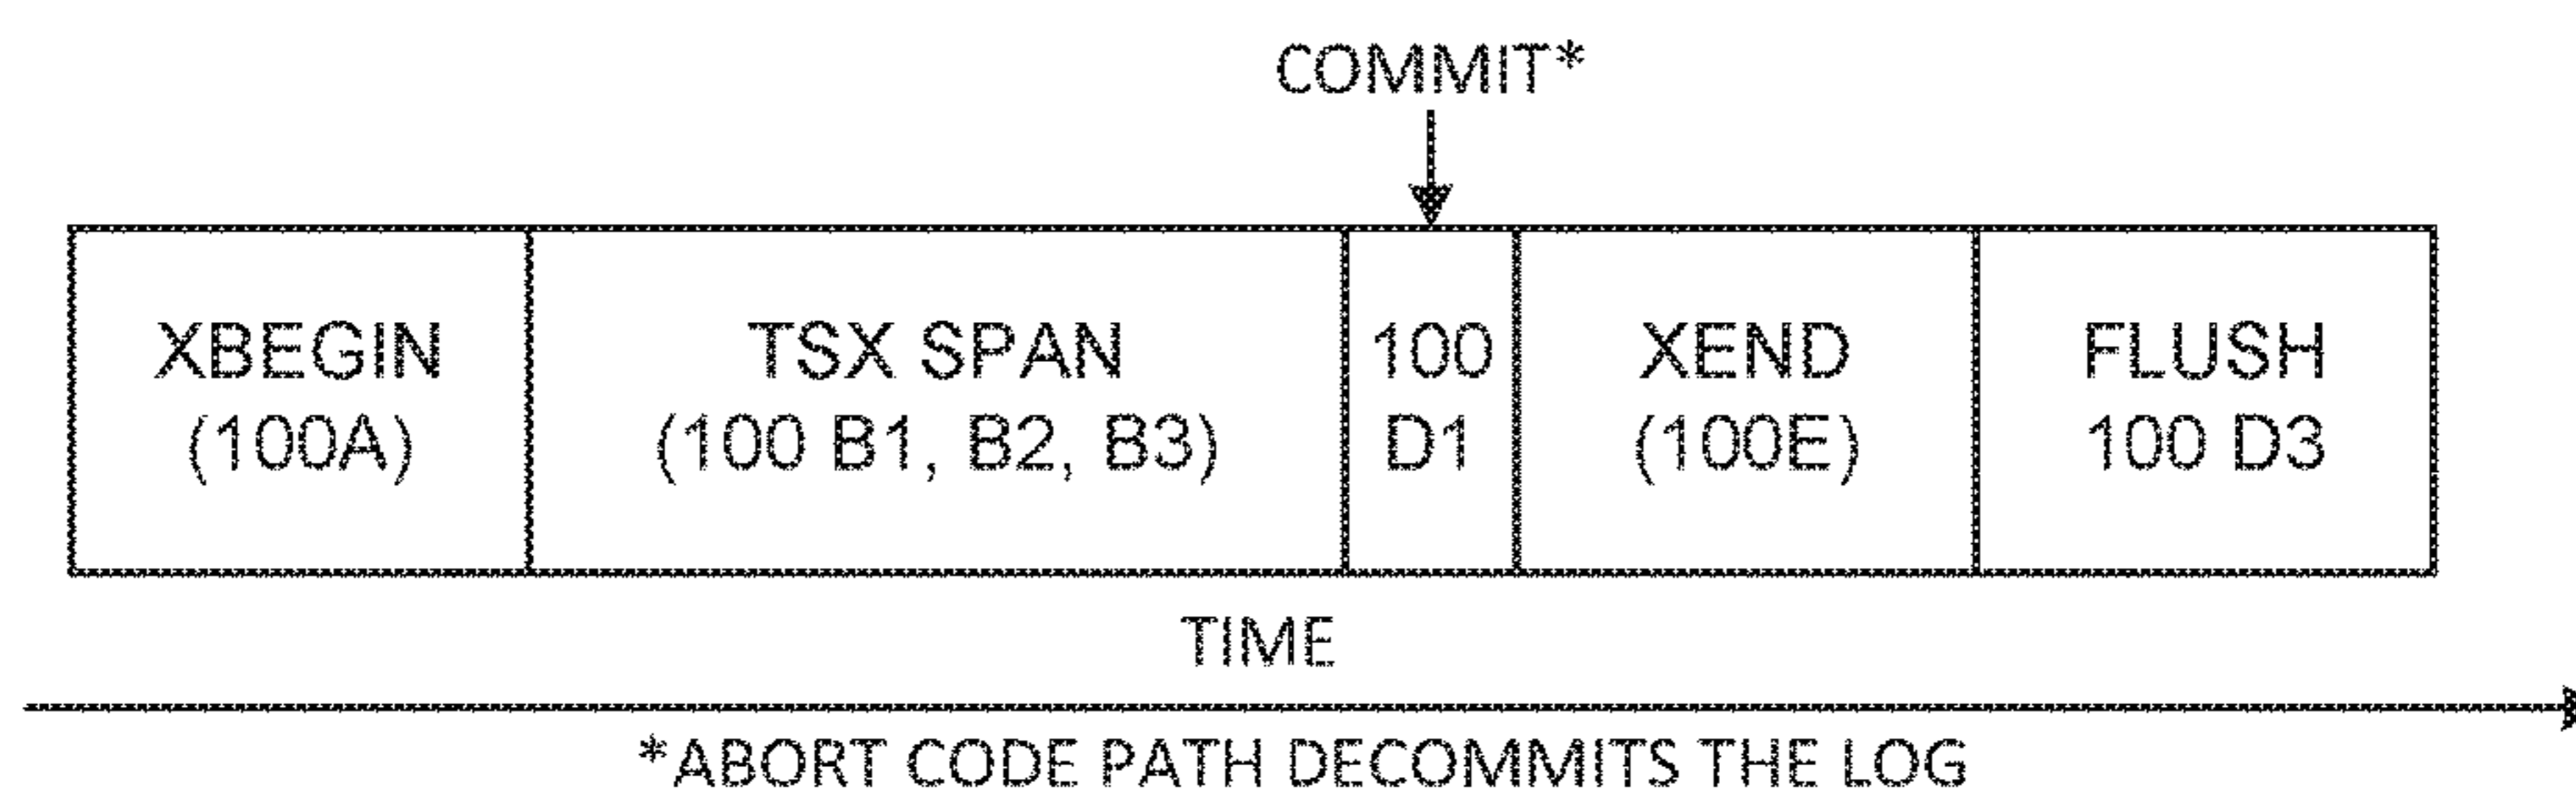 COMMIT*
XBEGIN
(100A)
TSX SPAN
(100 B1, B2, B3)
100
D1
XEND
(100E)
FLUSH
100 D3
TIME
*ABORT CODE PATH DECOMMITS THE LOG